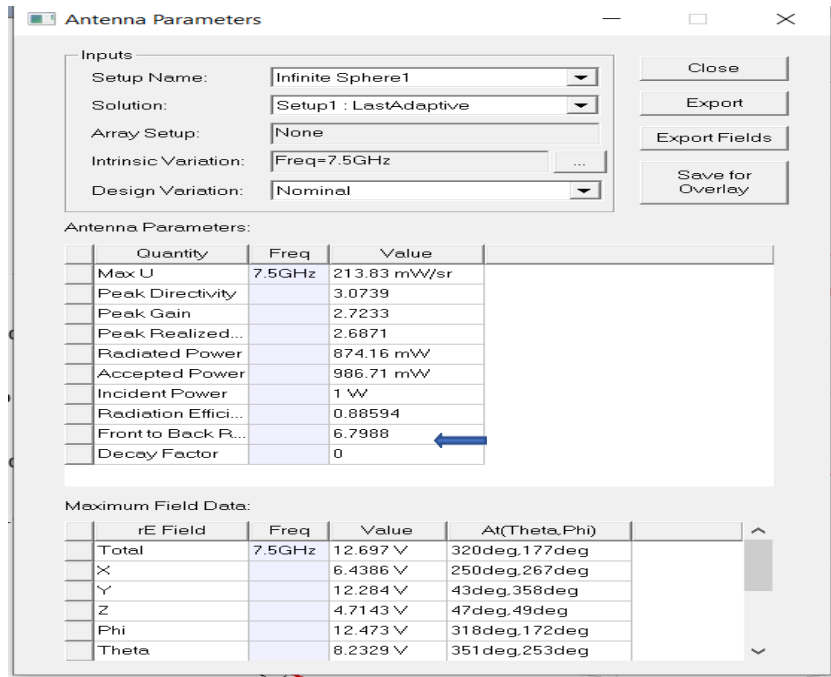 Antenna Parameters
Inputs
Setup Name: Infinite Sphere1
Close
Solution: Setup1 : LastAdaptive
Export
Array Setup: None
Export Fields
Intrinsic Variation: Freq=7.5GHz ...
Save for
Overlay
Design Variation: Nominal
Antenna Parameters:
Quantity Freq Value
Max U 7.5GHz 213.83 mW/sr
Peak Directivity 3.0739
Peak Gain 2.7233
Peak Realized... 2.6871
Radiated Power 874.16 mW
Accepted Power 986.71 mW
Incident Power 1 W
Radiation Effici... 0.88594
Front to Back R... 6.7988
Decay Factor 0
Maximum Field Data:
rE Field Freq Value At(Theta,Phi)
Total 7.5GHz 12.697 V 320deg,177deg
X 6.4386 V 250deg,267deg
Y 12.284 V 43deg,358deg
Z 4.7143 V 47deg,49deg
Phi 12.473 V 318deg,172deg
Theta 8.2329 V 351deg,253deg